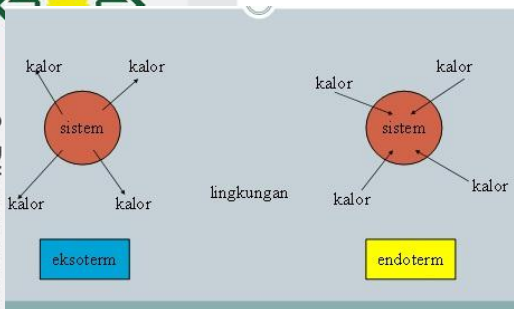 kalor kalor
sistem
kalor kalor
eksoterm
lingkungan
kalor kalor
sistem
kalor kalor
endoterm